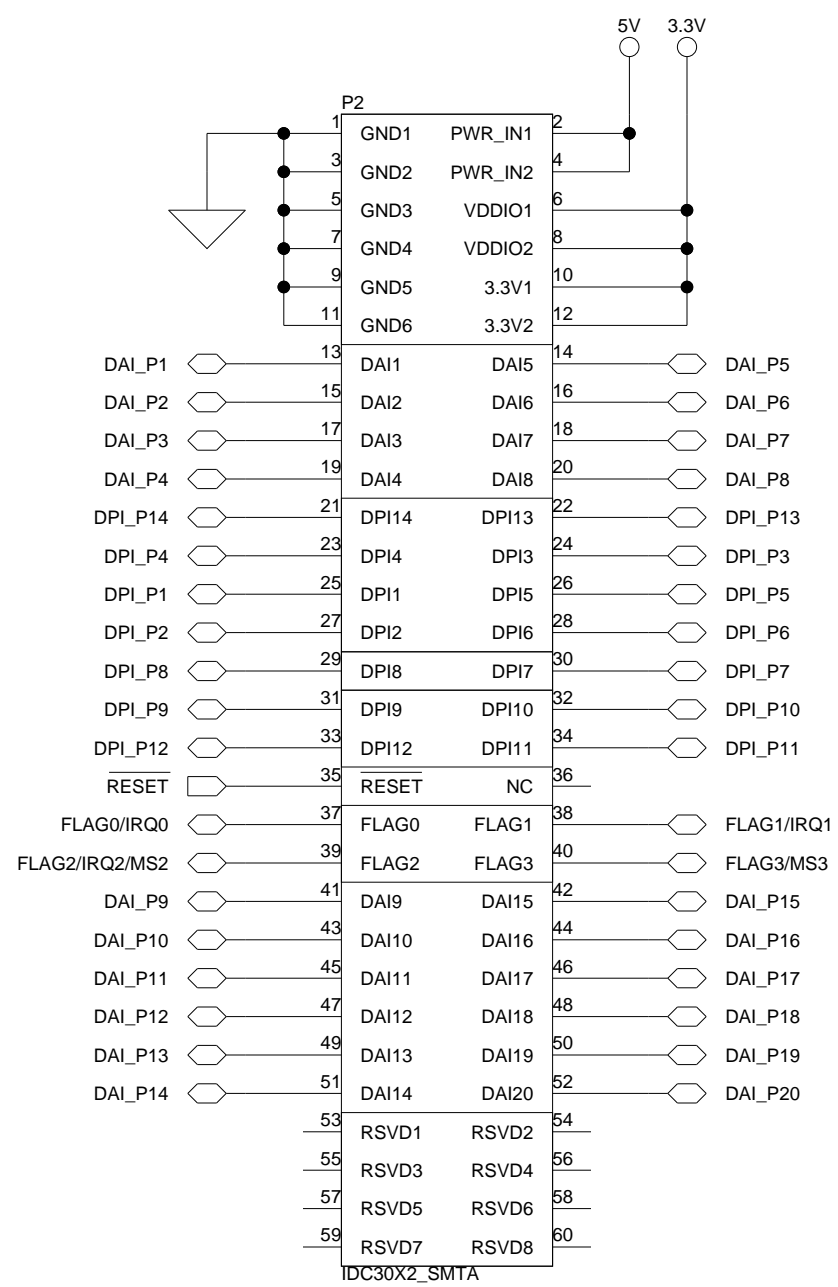 5V 3.3V
P2
1 GND1 PWR_IN1 2
3 GND2 PWR_IN2 4
5 GND3 VDDIO1 6
7 GND4 VDDIO2 8
9 GND5 3.3V1 10
11 GND6 3.3V2 12
DAI_P1 13 DAI1 DAI5 14 DAI_P5
DAI_P2 15 DAI2 DAI6 16 DAI_P6
DAI_P3 17 DAI3 DAI7 18 DAI_P7
DAI_P4 19 DAI4 DAI8 20 DAI_P8
DPI_P14 21 DPI14 DPI13 22 DPI_P13
DPI_P4 23 DPI4 DPI3 24 DPI_P3
DPI_P1 25 DPI1 DPI5 26 DPI_P5
DPI_P2 27 DPI2 DPI6 28 DPI_P6
DPI_P8 29 DPI8 DPI7 30 DPI_P7
DPI_P9 31 DPI9 DPI10 32 DPI_P10
DPI_P12 33 DPI12 DPI11 34 DPI_P11
RESET 35 RESET NC 36
FLAG0/IRQ0 37 FLAG0 FLAG1 38 FLAG1/IRQ1
FLAG2/IRQ2/MS2 39 FLAG2 FLAG3 40 FLAG3/MS3
DAI_P9 41 DAI9 DAI15 42 DAI_P15
DAI_P10 43 DAI10 DAI16 44 DAI_P16
DAI_P11 45 DAI11 DAI17 46 DAI_P17
DAI_P12 47 DAI12 DAI18 48 DAI_P18
DAI_P13 49 DAI13 DAI19 50 DAI_P19
DAI_P14 51 DAI14 DAI20 52 DAI_P20
53 RSVD1 RSVD2 54
55 RSVD3 RSVD4 56
57 RSVD5 RSVD6 58
59 RSVD7 RSVD8 60
IDC30X2_SMTA